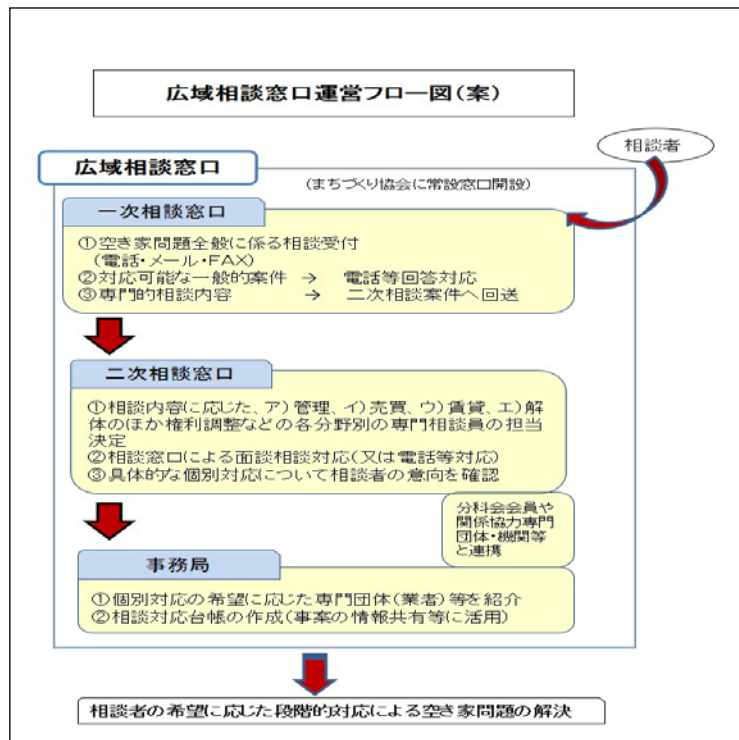 広域相談窓口運営フロー図(案)
相談者
広域相談窓口
(まちづくり協会に常設窓口開設)
一次相談窓口
①空き家問題全般に係る相談受付
(電話・メール・FAX)
②対応可能な一般的案件 → 電話等回答対応
③専門的相談内容 → 二次相談案件へ回送
二次相談窓口
①相談内容に応じた、ア)管理、イ)売買、ウ)賃貸、エ)解
体のほか権利調整などの各分野別の専門相談員の担当
決定
②相談窓口による面談相談対応(又は電話等対応)
③具体的な個別対応について相談者の意向を確認
分科会会員や
関係協力専門
団体・機関等
と連携
事務局
①個別対応の希望に応じた専門団体(業者)等を紹介
②相談対応台帳の作成(事案の情報共有等に活用)
相談者の希望に応じた段階的対応による空き家問題の解決